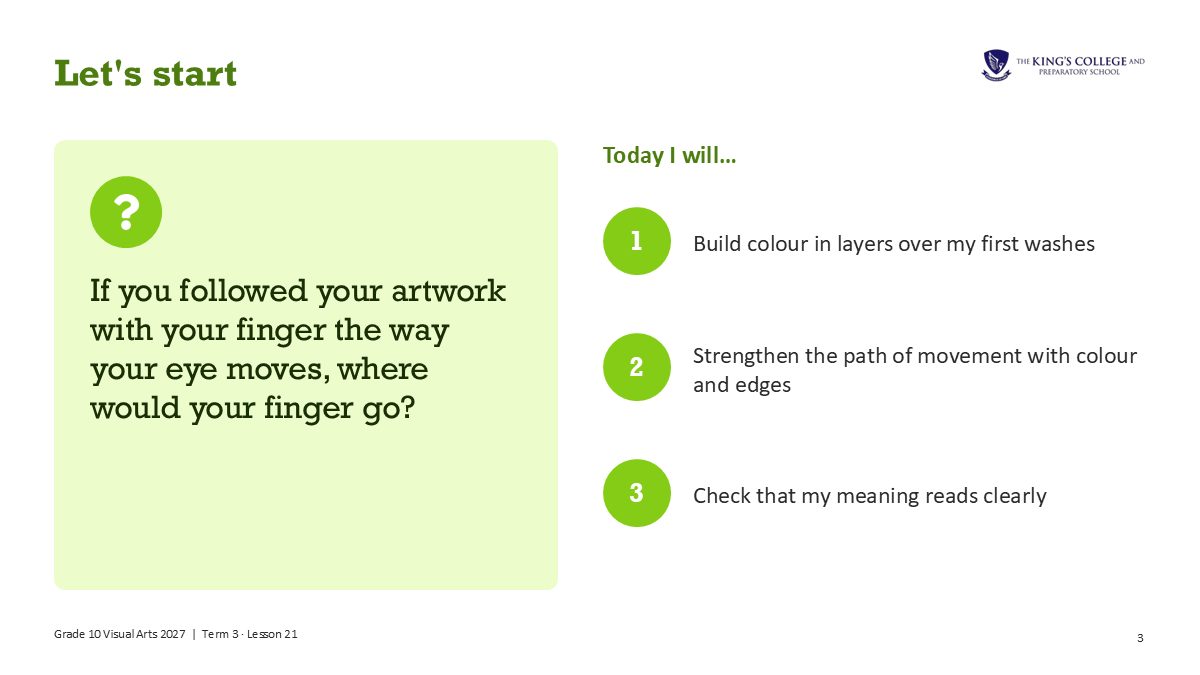 Let's start
THE KING'S COLLEGE AND
PREPARATORY SCHOOL
?
If you followed your artwork
with your finger the way
your eye moves, where
would your finger go?
Today I will...
1
Build colour in layers over my first washes
2
Strengthen the path of movement with colour
and edges
3
Check that my meaning reads clearly
Grade 10 Visual Arts 2027 | Term 3 · Lesson 21
3